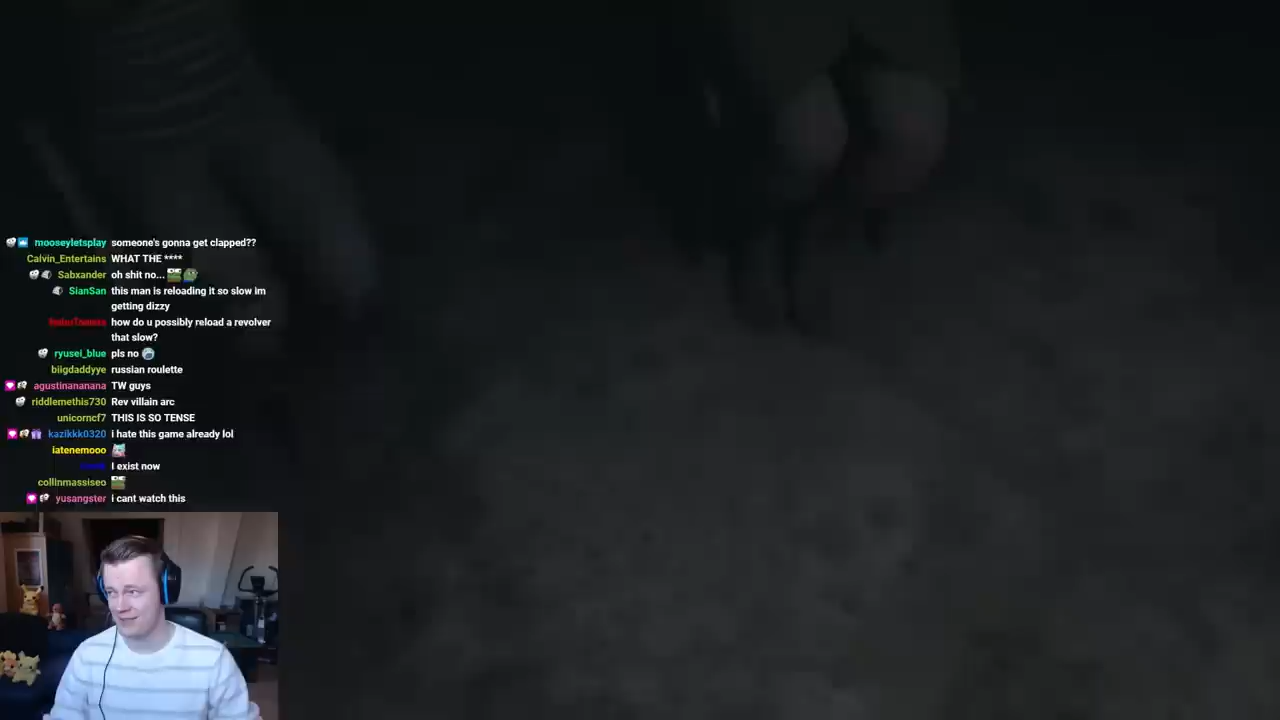 mooseyletsplay someone's gonna get clapped??
Calvin_Entertains WHAT THE ****
Sabxander oh shit no...
SianSan this man is reloading it so slow im
getting dizzy
how do u possibly reload a revolver
that slow?
ryusei_blue pls no
biigdaddyye russian roulette
agustinananana TW guys
riddlemethis730 Rev villain arc
unicorncf7 THIS IS SO TENSE
kazikkk0320 i hate this game already lol
iatenemooo
I exist now
collinmassiseo
yusangster i cant watch this